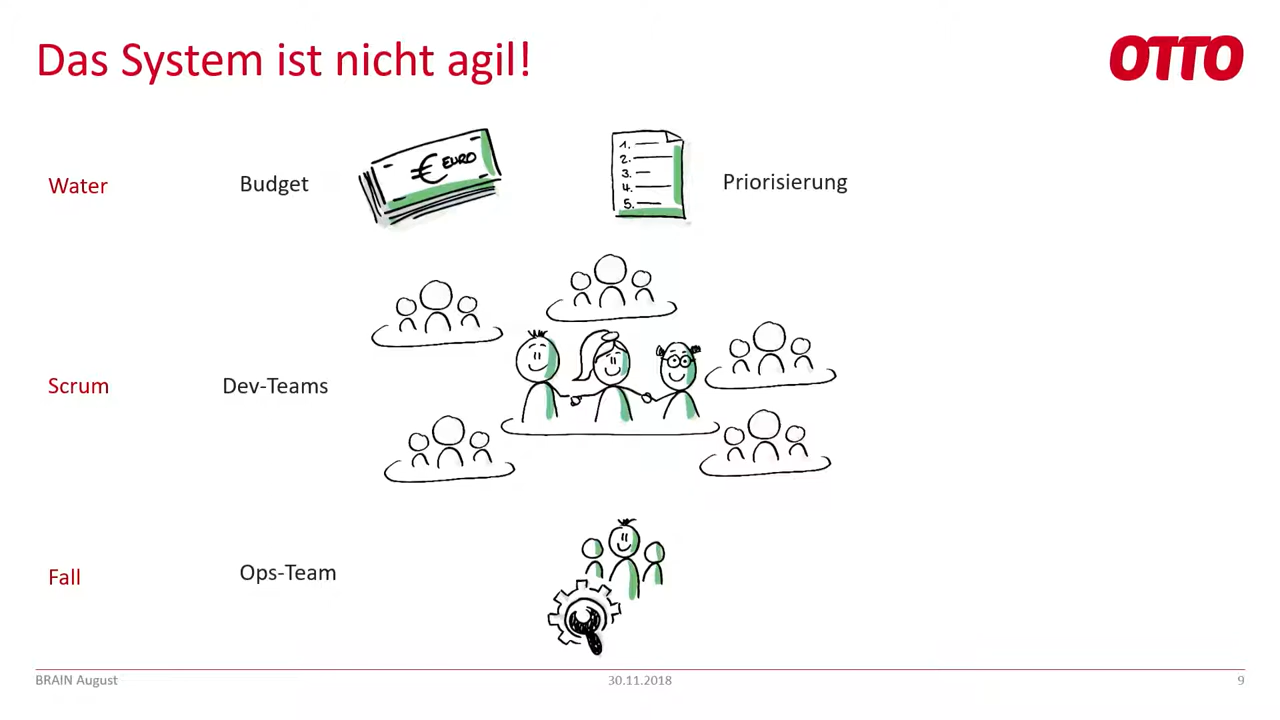 Das System ist nicht agil!
OTTO
Water
Budget
€ EURO
1.
2.
3.
4.
5.
Priorisierung
Scrum
Dev-Teams
Fall
Ops-Team
BRAIN August
30.11.2018
9